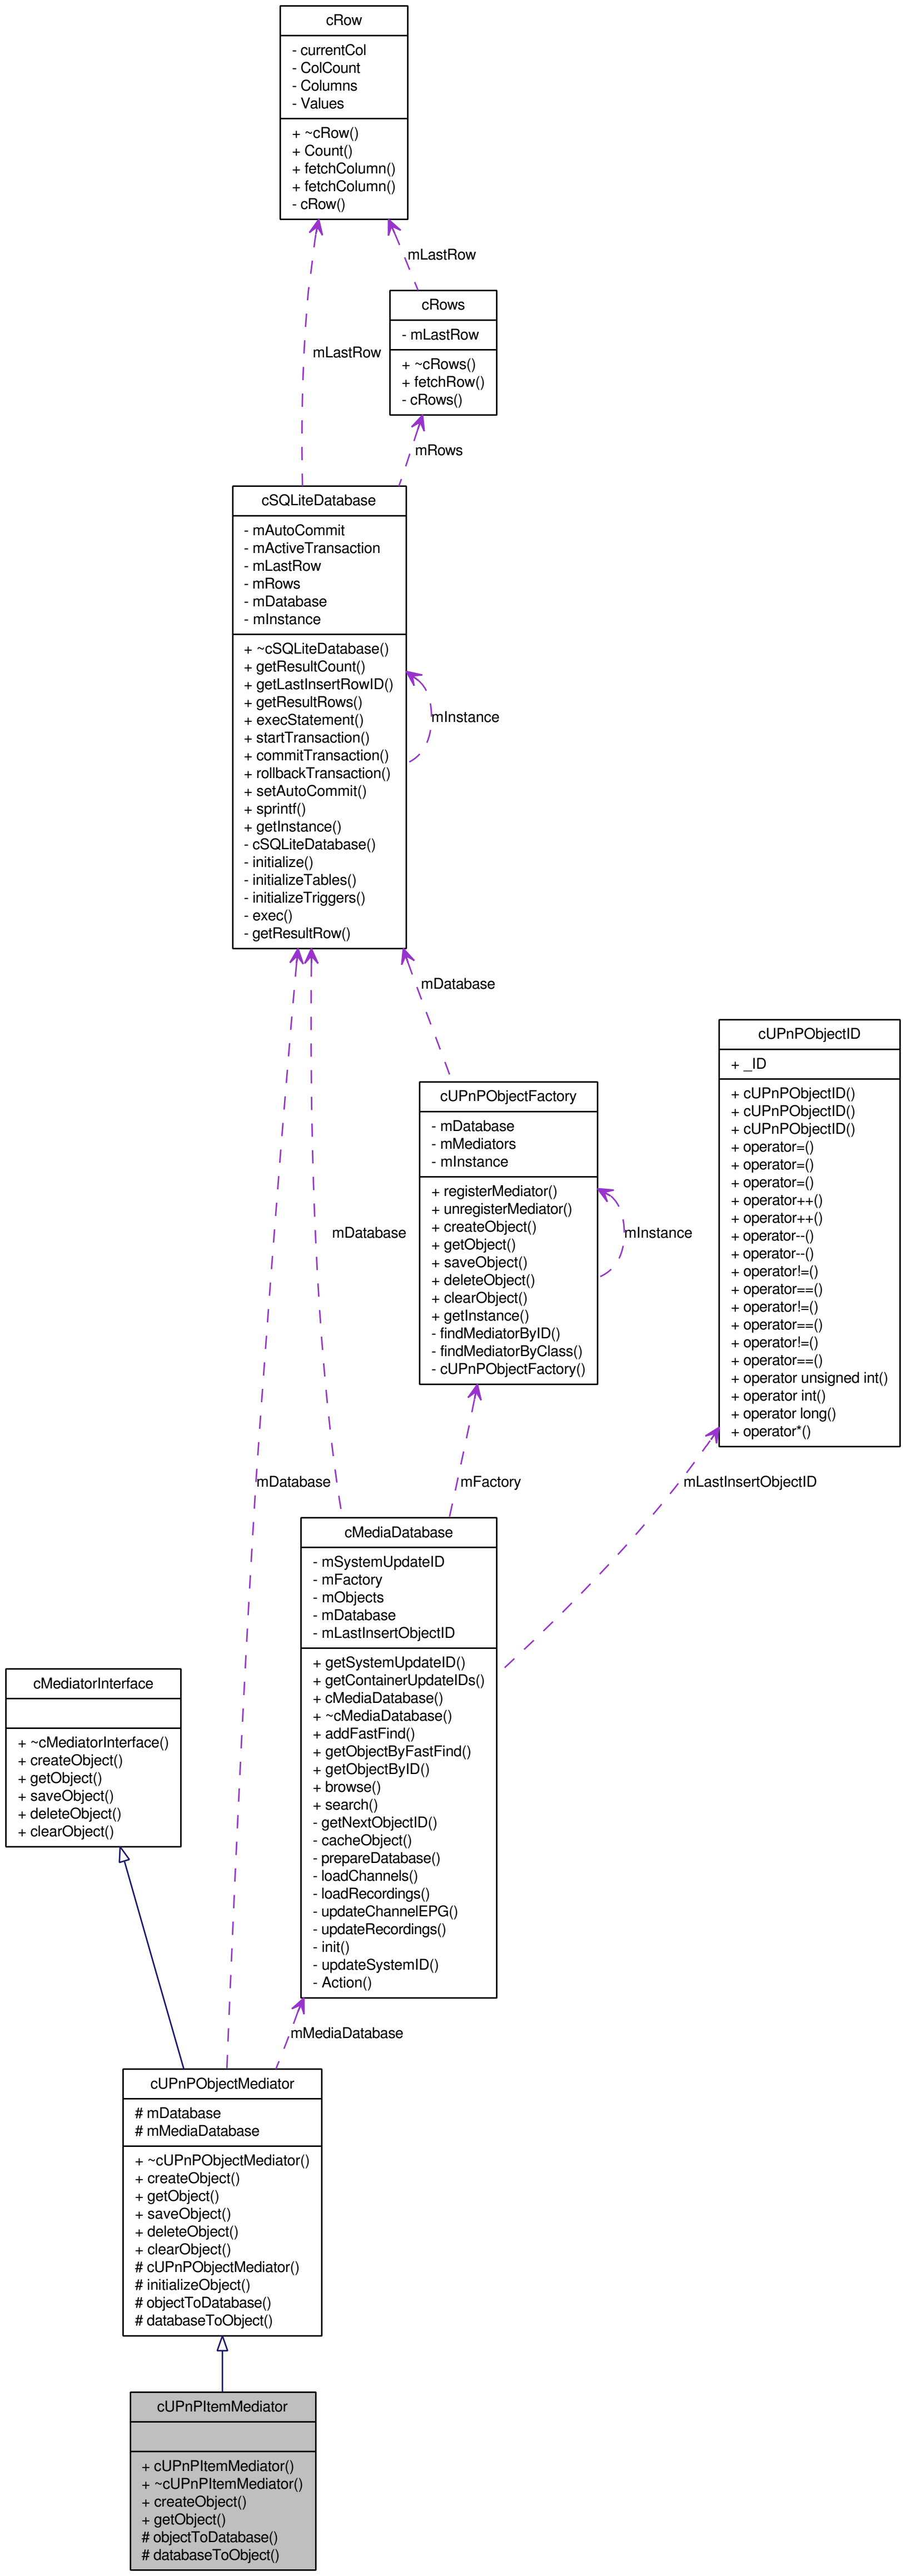 cRow
- currentCol
- ColCount
- Columns
- Values
+ ~cRow()
+ Count()
+ fetchColumn()
+ fetchColumn()
- cRow()
mLastRow
cRows
- mLastRow
+ ~cRows()
+ fetchRow()
- cRows()
mLastRow
mRows
cSQLiteDatabase
- mAutoCommit
- mActiveTransaction
- mLastRow
- mRows
- mDatabase
- mInstance
+ ~cSQLiteDatabase()
+ getResultCount()
+ getLastInsertRowID()
+ getResultRows()
+ execStatement()
+ startTransaction()
+ commitTransaction()
+ rollbackTransaction()
+ setAutoCommit()
+ sprintf()
+ getInstance()
- cSQLiteDatabase()
- initialize()
- initializeTables()
- initializeTriggers()
- exec()
- getResultRow()
mInstance
mDatabase
cUPnPObjectFactory
- mDatabase
- mMediators
- mInstance
+ registerMediator()
+ unregisterMediator()
+ createObject()
+ getObject()
+ saveObject()
+ deleteObject()
+ clearObject()
+ getInstance()
- findMediatorByID()
- findMediatorByClass()
- cUPnPObjectFactory()
mInstance
mDatabase
cUPnPObjectID
+ _ID
+ cUPnPObjectID()
+ cUPnPObjectID()
+ cUPnPObjectID()
+ operator=()
+ operator=()
+ operator=()
+ operator++()
+ operator++()
+ operator--()
+ operator--()
+ operator!=()
+ operator==()
+ operator!=()
+ operator==()
+ operator!=()
+ operator==()
+ operator unsigned int()
+ operator int()
+ operator long()
+ operator*()
mDatabase
mFactory
mLastInsertObjectID
cMediaDatabase
- mSystemUpdateID
- mFactory
- mObjects
- mDatabase
- mLastInsertObjectID
+ getSystemUpdateID()
+ getContainerUpdateIDs()
+ cMediaDatabase()
+ ~cMediaDatabase()
+ addFastFind()
+ getObjectByFastFind()
+ getObjectByID()
+ browse()
+ search()
- getNextObjectID()
- cacheObject()
- prepareDatabase()
- loadChannels()
- loadRecordings()
- updateChannelEPG()
- updateRecordings()
- init()
- updateSystemID()
- Action()
cMediatorInterface
+ ~cMediatorInterface()
+ createObject()
+ getObject()
+ saveObject()
+ deleteObject()
+ clearObject()
mMediaDatabase
cUPnPObjectMediator
# mDatabase
# mMediaDatabase
+ ~cUPnPObjectMediator()
+ createObject()
+ getObject()
+ saveObject()
+ deleteObject()
+ clearObject()
# cUPnPObjectMediator()
# initializeObject()
# objectToDatabase()
# databaseToObject()
cUPnPItemMediator
+ cUPnPItemMediator()
+ ~cUPnPItemMediator()
+ createObject()
+ getObject()
# objectToDatabase()
# databaseToObject()